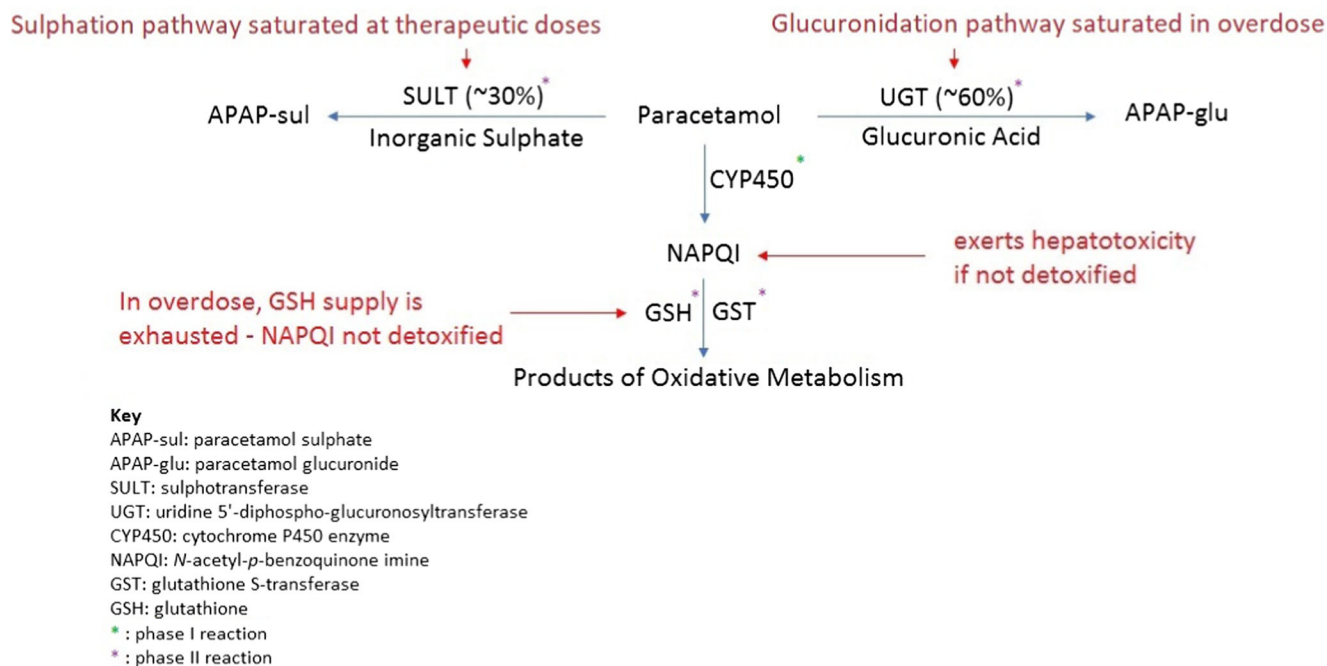 Sulphation pathway saturated at therapeutic doses
Glucuronidation pathway saturated in overdose
SULT (~30%)*
UGT (~60%)*
APAP-sul
Paracetamol
APAP-glu
Inorganic Sulphate
Glucuronic Acid
CYP450*
NAPQI
exerts hepatotoxicity
if not detoxified
In overdose, GSH supply is
exhausted - NAPQI not detoxified
GSH* GST*
Products of Oxidative Metabolism
Key
APAP-sul: paracetamol sulphate
APAP-glu: paracetamol glucuronide
SULT: sulphotransferase
UGT: uridine 5'-diphospho-glucuronosyltransferase
CYP450: cytochrome P450 enzyme
NAPQI: N-acetyl-p-benzoquinone imine
GST: glutathione S-transferase
GSH: glutathione
* : phase I reaction
* : phase II reaction